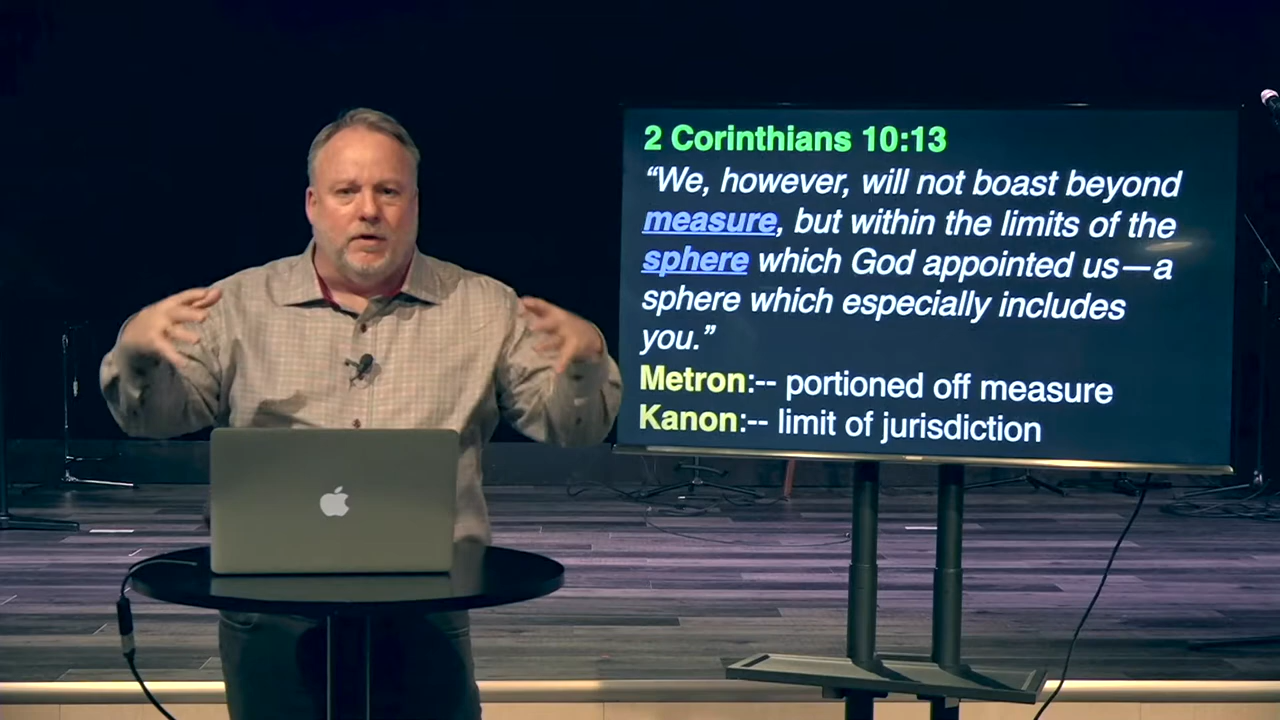 2 Corinthians 10:13
“We, however, will not boast beyond
measure, but within the limits of the
sphere which God appointed us—a
sphere which especially includes
you.”
Metron:-- portioned off measure
Kanon:-- limit of jurisdiction